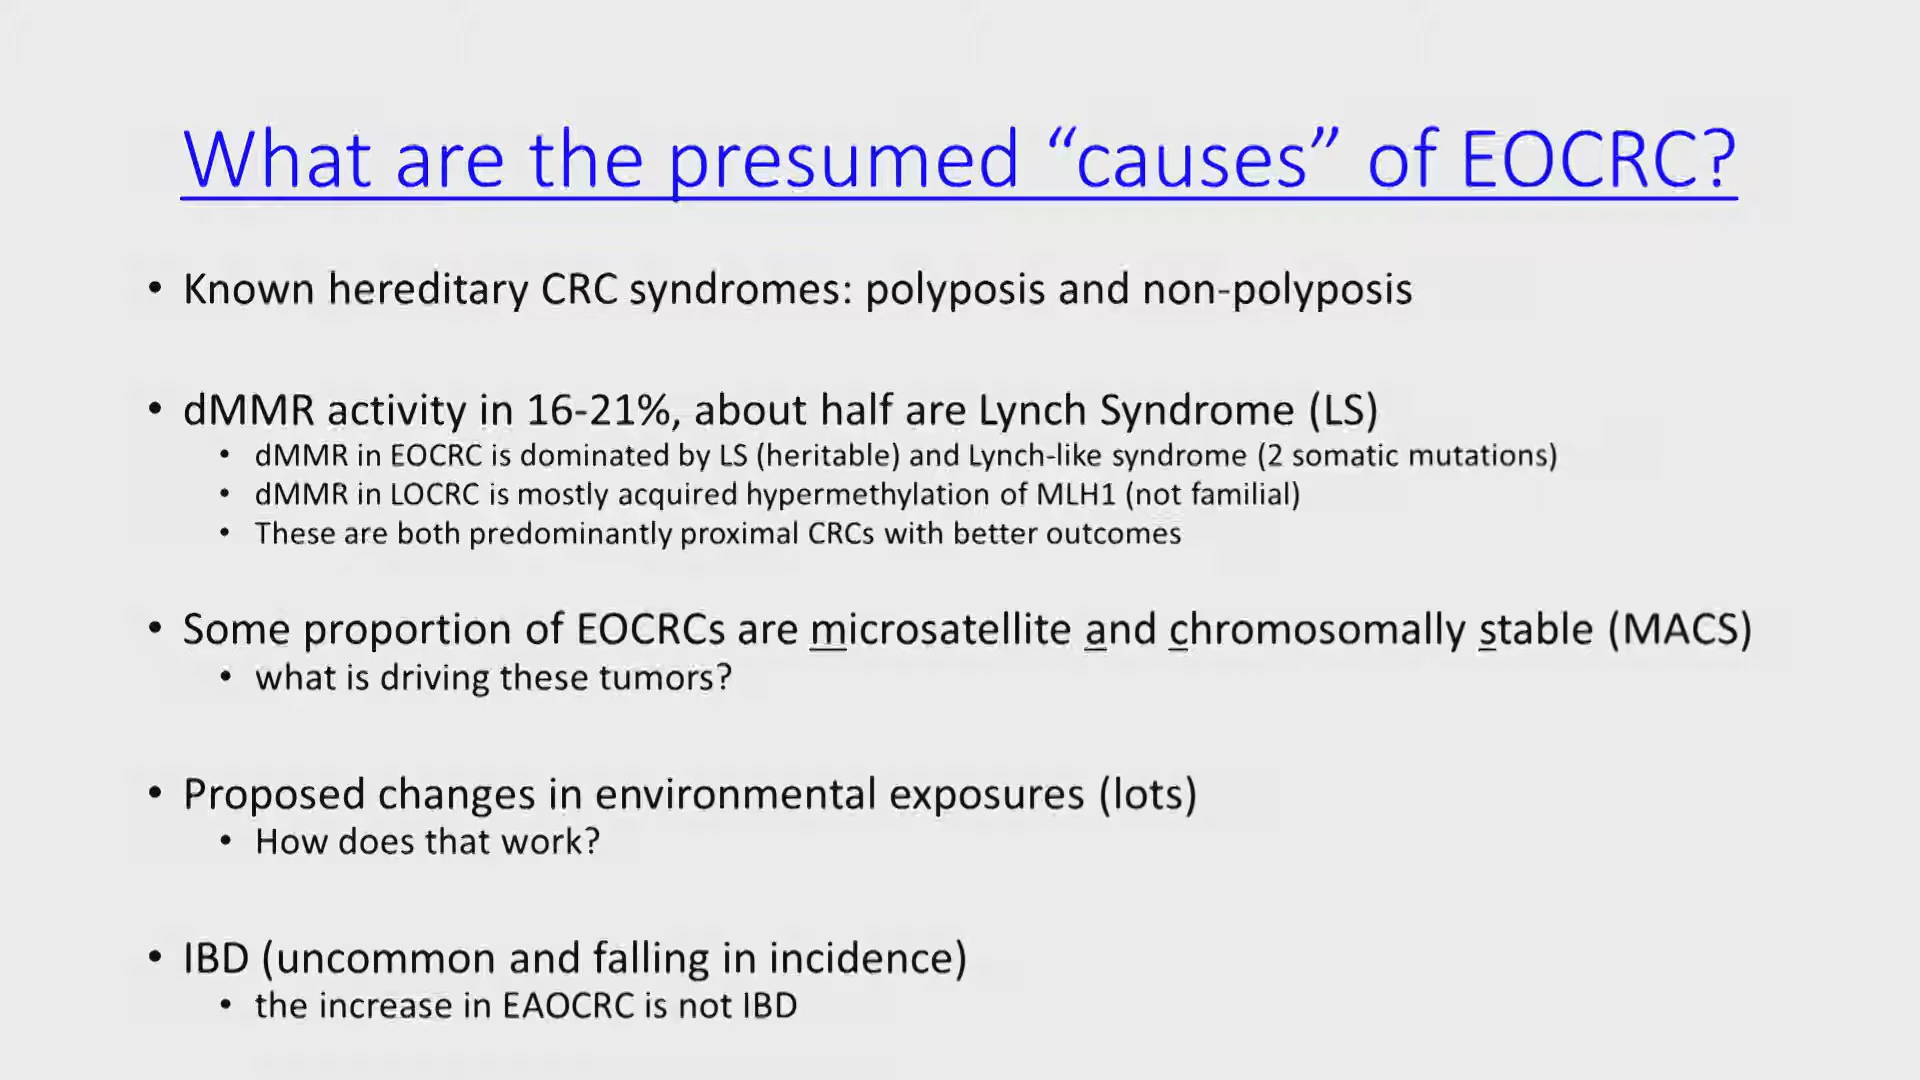 What are the presumed “causes” of EOCRC?
• Known hereditary CRC syndromes: polyposis and non-polyposis
• dMMR activity in 16-21%, about half are Lynch Syndrome (LS)
• dMMR in EOCRC is dominated by LS (heritable) and Lynch-like syndrome (2 somatic mutations)
• dMMR in LOCRC is mostly acquired hypermethylation of MLH1 (not familial)
• These are both predominantly proximal CRCs with better outcomes
• Some proportion of EOCRCs are microsatellite and chromosomally stable (MACS)
• what is driving these tumors?
• Proposed changes in environmental exposures (lots)
• How does that work?
• IBD (uncommon and falling in incidence)
• the increase in EAOCRC is not IBD